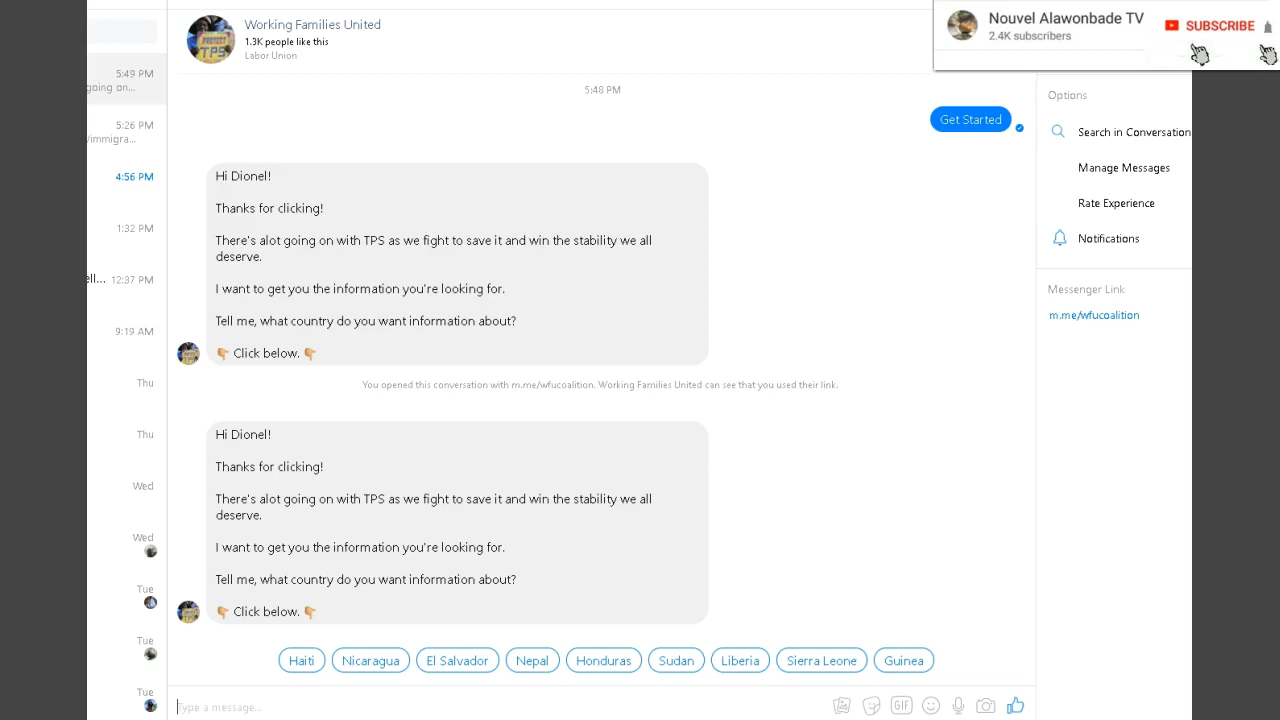 Working Families United
1.3K people like this
Labor Union
Nouvel Alawonbade TV
2.4K subscribers
SUBSCRIBE
5:49 PM
going on...
5:26 PM
/immigra...
4:56 PM
1:32 PM
ell... 12:37 PM
9:19 AM
Thu
Thu
Wed
Wed
Tue
Tue
Tue
5:48 PM
Get Started
Hi Dionel!
Thanks for clicking!
There's alot going on with TPS as we fight to save it and win the stability we all
deserve.
I want to get you the information you're looking for.
Tell me, what country do you want information about?
👇 Click below. 👇
You opened this conversation with m.me/wfucoalition. Working Families United can see that you used their link.
Hi Dionel!
Thanks for clicking!
There's alot going on with TPS as we fight to save it and win the stability we all
deserve.
I want to get you the information you're looking for.
Tell me, what country do you want information about?
👇 Click below. 👇
Haiti Nicaragua El Salvador Nepal Honduras Sudan Liberia Sierra Leone Guinea
Type a message...
GIF
Options
Search in Conversation
Manage Messages
Rate Experience
Notifications
Messenger Link
m.me/wfucoalition
PROTECT
TPS